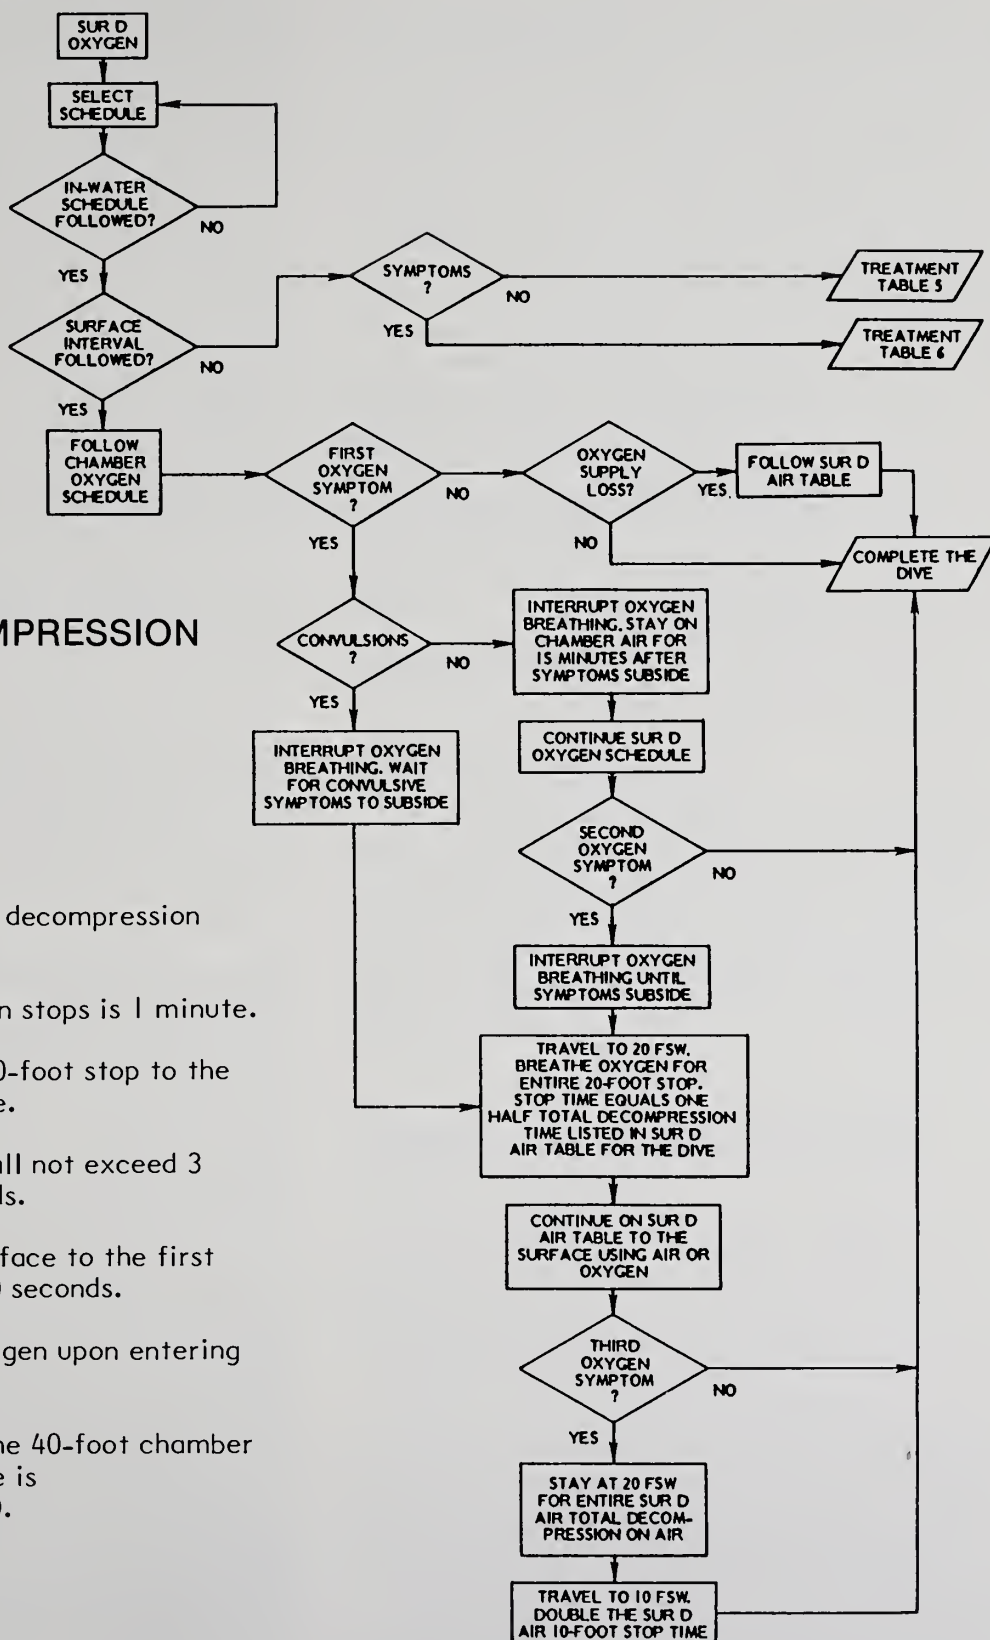 SUR D
OXYGEN
SELECT
SCHEDULE
IN-WATER
SCHEDULE
FOLLOWED?
NO
YES
SURFACE
INTERVAL
FOLLOWED?
NO
YES
SYMPTOMS
?
NO
YES
TREATMENT
TABLE 5
TREATMENT
TABLE 6
FOLLOW
CHAMBER
OXYGEN
SCHEDULE
FIRST
OXYGEN
SYMPTOM
?
NO
YES
OXYGEN
SUPPLY
LOSS?
YES
NO
FOLLOW SUR D
AIR TABLE
COMPLETE THE
DIVE
MPRESSION
CONVULSIONS
?
NO
YES
INTERRUPT OXYGEN
BREATHING. STAY ON
CHAMBER AIR FOR
15 MINUTES AFTER
SYMPTOMS SUBSIDE
INTERRUPT OXYGEN
BREATHING. WAIT
FOR CONVULSIVE
SYMPTOMS TO SUBSIDE
CONTINUE SUR D
OXYGEN SCHEDULE
SECOND
OXYGEN
SYMPTOM
?
NO
YES
INTERRUPT OXYGEN
BREATHING UNTIL
SYMPTOMS SUBSIDE
TRAVEL TO 20 FSW.
BREATHE OXYGEN FOR
ENTIRE 20-FOOT STOP.
STOP TIME EQUALS ONE
HALF TOTAL DECOMPRESSION
TIME LISTED IN SUR D
AIR TABLE FOR THE DIVE
CONTINUE ON SUR D
AIR TABLE TO THE
SURFACE USING AIR OR
OXYGEN
THIRD
OXYGEN
SYMPTOM
?
NO
YES
STAY AT 20 FSW
FOR ENTIRE SUR D
AIR TOTAL DECOM-
PRESSION ON AIR
TRAVEL TO 10 FSW.
DOUBLE THE SUR D
AIR 10-FOOT STOP TIME
decompression
n stops is 1 minute.
0-foot stop to the
e.
all not exceed 3
ds.
face to the first
0 seconds.
gen upon entering
he 40-foot chamber
e is
).